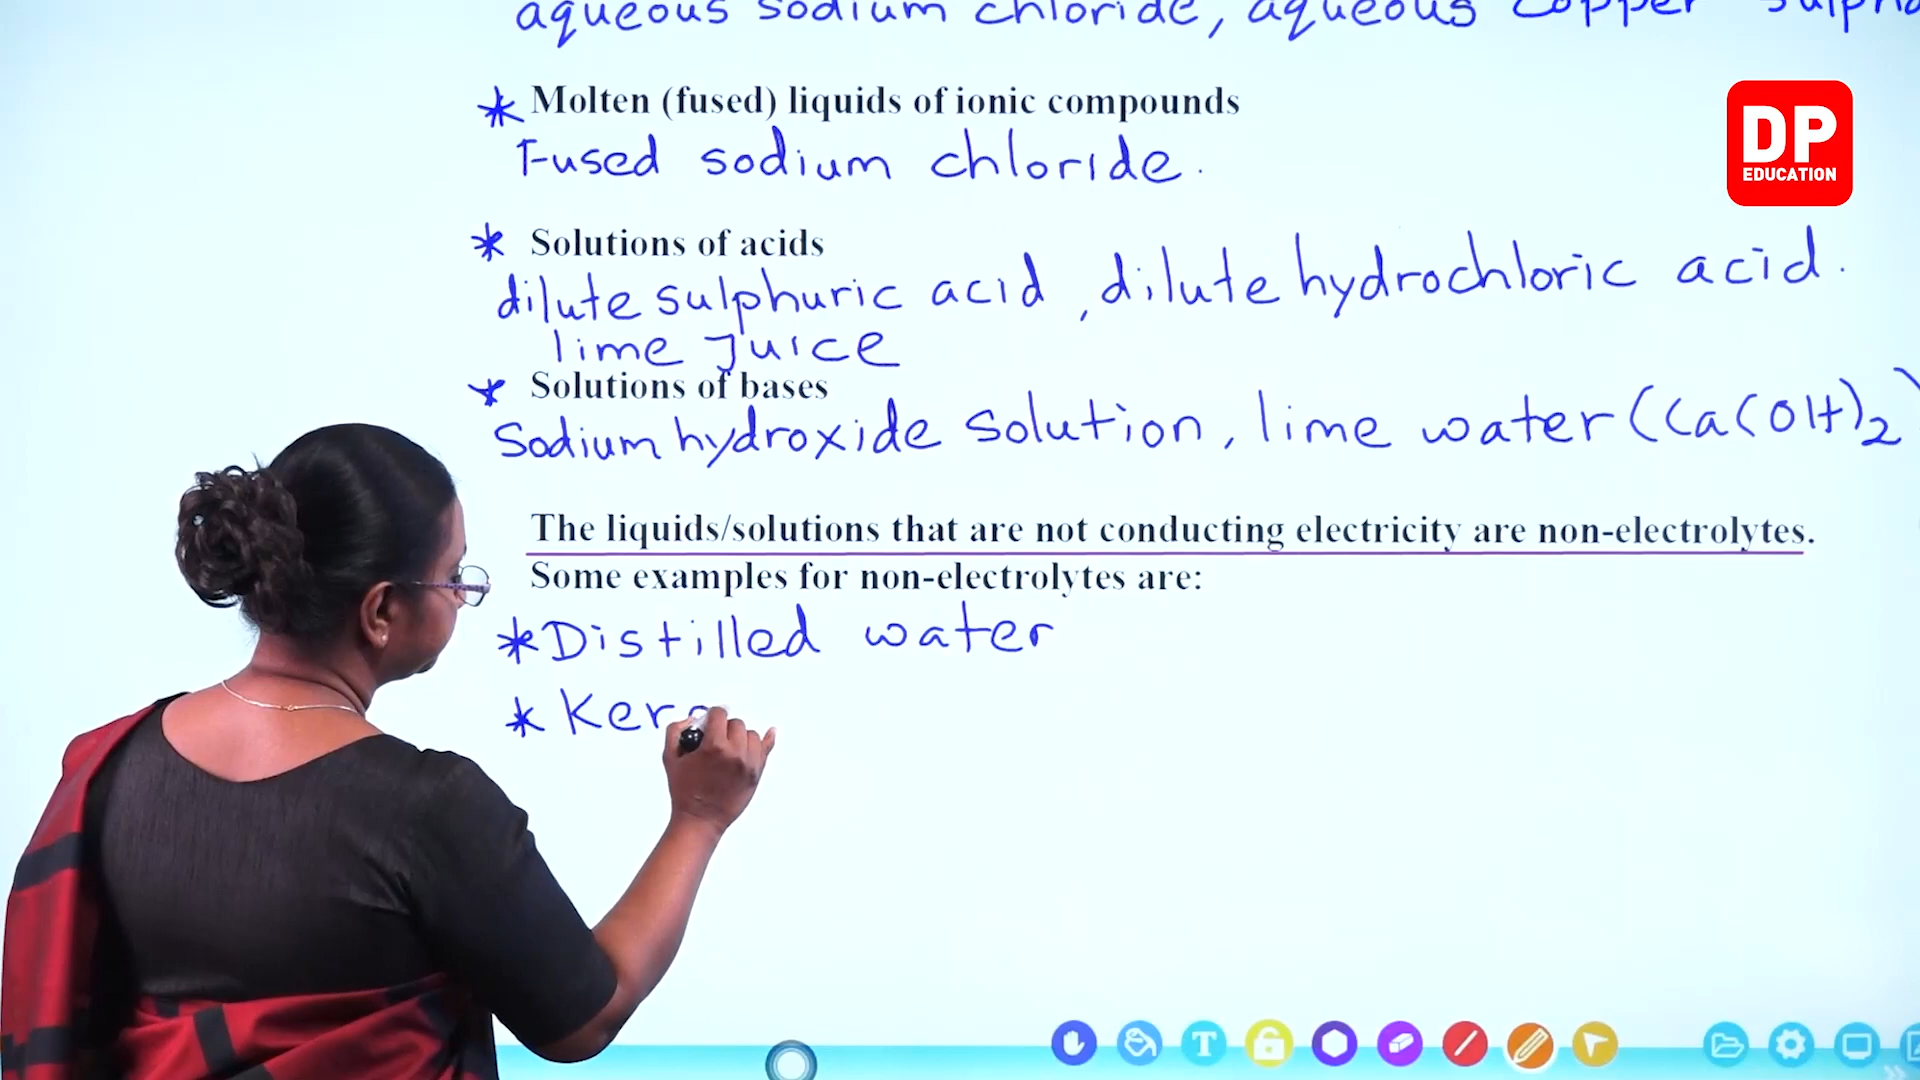 aqueous sodium chloride, aqueous copper
* Molten (fused) liquids of ionic compounds
Fused sodium chloride.
* Solutions of acids
dilute sulphuric acid, dilute hydrochloric acid.
lime juice
* Solutions of bases
Sodium hydroxide solution, lime water (Ca(OH)2)
The liquids/solutions that are not conducting electricity are non-electrolytes.
Some examples for non-electrolytes are:
* Distilled water
* Kero
DP
EDUCATION
T